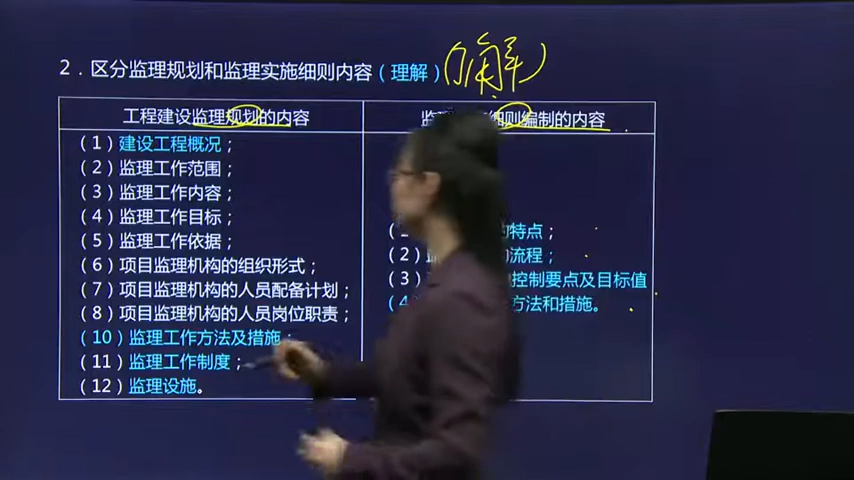 2．区分监理规划和监理实施细则内容（理解）(了解)
工程建设监理规划的内容
监 细则编制的内容
（1）建设工程概况；
（2）监理工作范围；
（3）监理工作内容；
（4）监理工作目标；
（5）监理工作依据；
（6）项目监理机构的组织形式；
（7）项目监理机构的人员配备计划；
（8）项目监理机构的人员岗位职责；
（10）监理工作方法及措施；
（11）监理工作制度；
（12）监理设施。
的特点；
（2） 的流程；
（3 控制要点及目标值
（4 方法和措施。